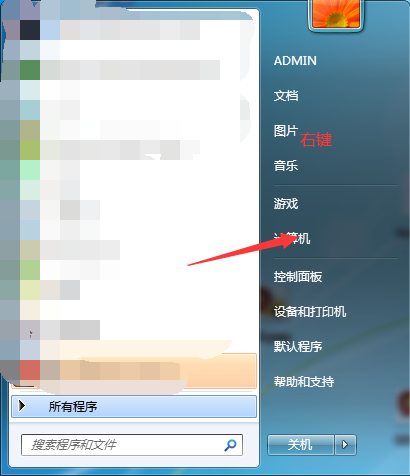 ADMIN
文档
图片
右键
音乐
游戏
计算机
控制面板
设备和打印机
默认程序
帮助和支持
所有程序
搜索程序和文件
关机